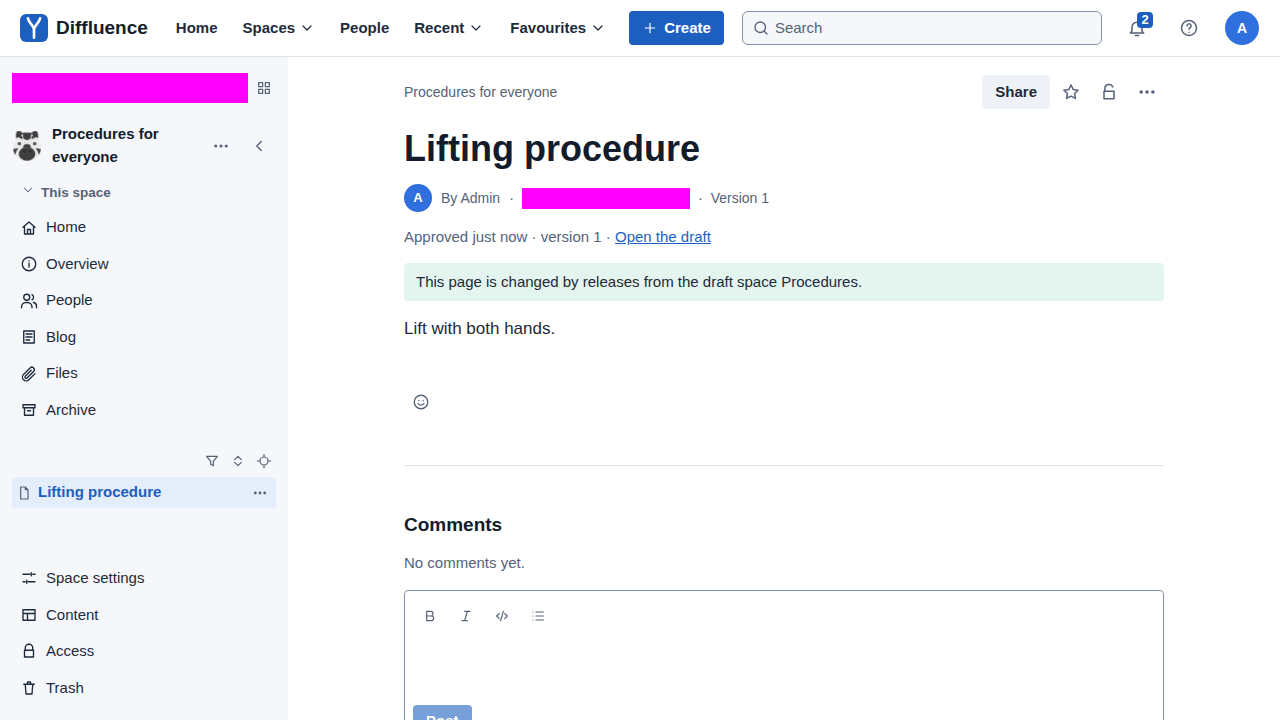 Diffluence Home Spaces People Recent Favourites Create Search 2 A
Procedures for everyone
This space
Home
Overview
People
Blog
Files
Archive
Lifting procedure
Space settings
Content
Access
Trash
Procedures for everyone Share
Lifting procedure
A By Admin · · Version 1
Approved just now · version 1 · Open the draft
This page is changed by releases from the draft space Procedures.
Lift with both hands.
Comments
No comments yet.
Post